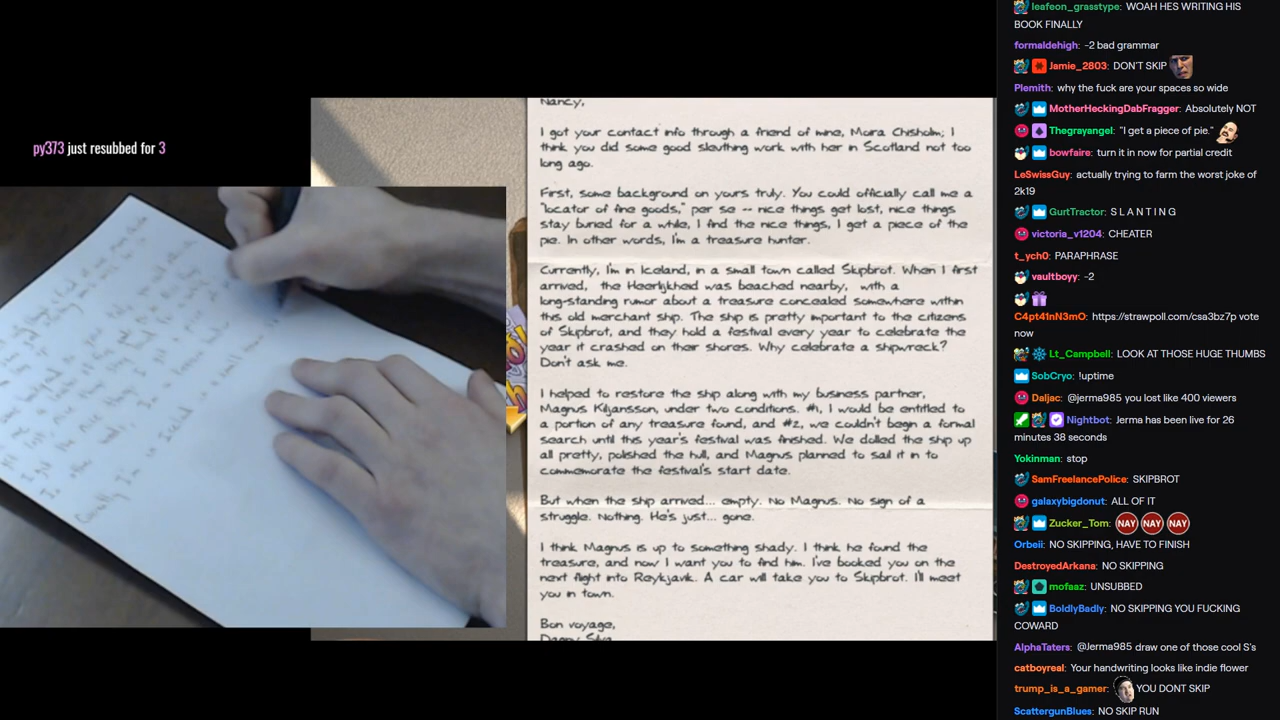 py373 just resubbed for 3
Nancy,
I got your contact info through a friend of mine, Moira Chisholm; I
think you did some good sleuthing work with her in Scotland not too
long ago.
First, some background on yours truly. You could officially call me a
"locator of fine goods," per se -- nice things get lost, nice things
stay buried for a while, I find the nice things, I get a piece of the
pie. In other words, I'm a treasure hunter.
Currently, I'm in Iceland, in a small town called Skipbrot. When I first
arrived, the Heerlijkheid was beached nearby, with a
long-standing rumor about a treasure concealed somewhere within
this old merchant ship. The ship is pretty important to the citizens
of Skipbrot, and they hold a festival every year to celebrate the
year it crashed on their shores. Why celebrate a shipwreck?
Don't ask me.
I helped to restore the ship along with my business partner,
Magnus Kiljansson, under two conditions. #1, I would be entitled to
a portion of any treasure found, and #2, we couldn't begin a formal
search until this year's festival was finished. We dolled the ship up
all pretty, polished the hull, and Magnus planned to sail it in to
commemorate the festival's start date.
But when the ship arrived... empty. No Magnus. No sign of a
struggle. Nothing. He's just... gone.
I think Magnus is up to something shady. I think he found the
treasure, and now I want you to find him. I've booked you on the
next flight into Reykjavik. A car will take you to Skipbrot. I'll meet
you in town.
Bon voyage,
Dagny Silva
leafeon_grasstype: WOAH HES WRITING HIS
BOOK FINALLY
formaldehigh: -2 bad grammar
Jamie_2803: DON'T SKIP
Plemith: why the fuck are your spaces so wide
MotherHeckingDabFragger: Absolutely NOT
Thegrayangel: "I get a piece of pie."
bowfaire: turn it in now for partial credit
LeSwissGuy: actually trying to farm the worst joke of
2k19
GurtTractor: S L A N T I N G
victoria_v1204: CHEATER
t_ych0: PARAPHRASE
vaultboyy: -2
C4pt41nN3mO: https://strawpoll.com/csa3bz7p vote
now
Lt_Campbell: LOOK AT THOSE HUGE THUMBS
SobCryo: !uptime
Daljac: @jerma985 you lost like 400 viewers
Nightbot: Jerma has been live for 26
minutes 38 seconds
Yokinman: stop
SamFreelancePolice: SKIPBROT
galaxybigdonut: ALL OF IT
Zucker_Tom: NAY NAY NAY
Orbeii: NO SKIPPING, HAVE TO FINISH
DestroyedArkana: NO SKIPPING
mofaaz: UNSUBBED
BoldlyBadly: NO SKIPPING YOU FUCKING
COWARD
AlphaTaters: @Jerma985 draw one of those cool S's
catboyreal: Your handwriting looks like indie flower
trump_is_a_gamer: YOU DONT SKIP
ScattergunBlues: NO SKIP RUN